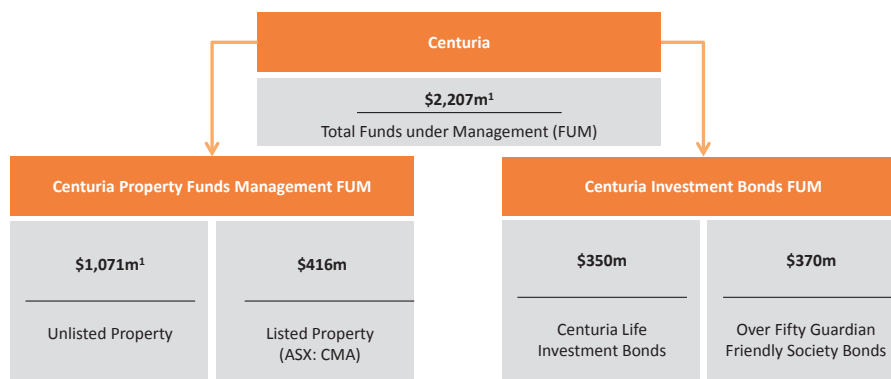 Centuria
$2,207m¹
Total Funds under Management (FUM)
Centuria Property Funds Management FUM
$1,071m¹
Unlisted Property
$416m
Listed Property
(ASX: CMA)
Centuria Investment Bonds FUM
$350m
Centuria Life
Investment Bonds
$370m
Over Fifty Guardian
Friendly Society Bonds